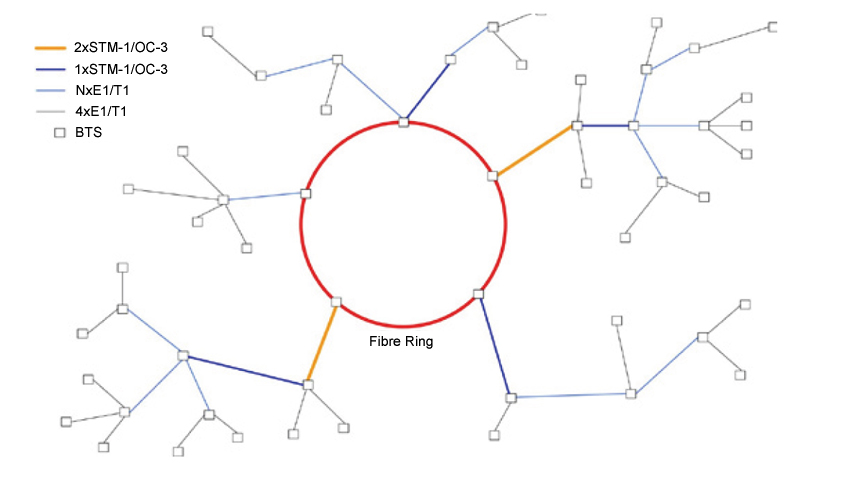 2xSTM-1/OC-3
1xSTM-1/OC-3
NxE1/T1
4xE1/T1
BTS
Fibre Ring